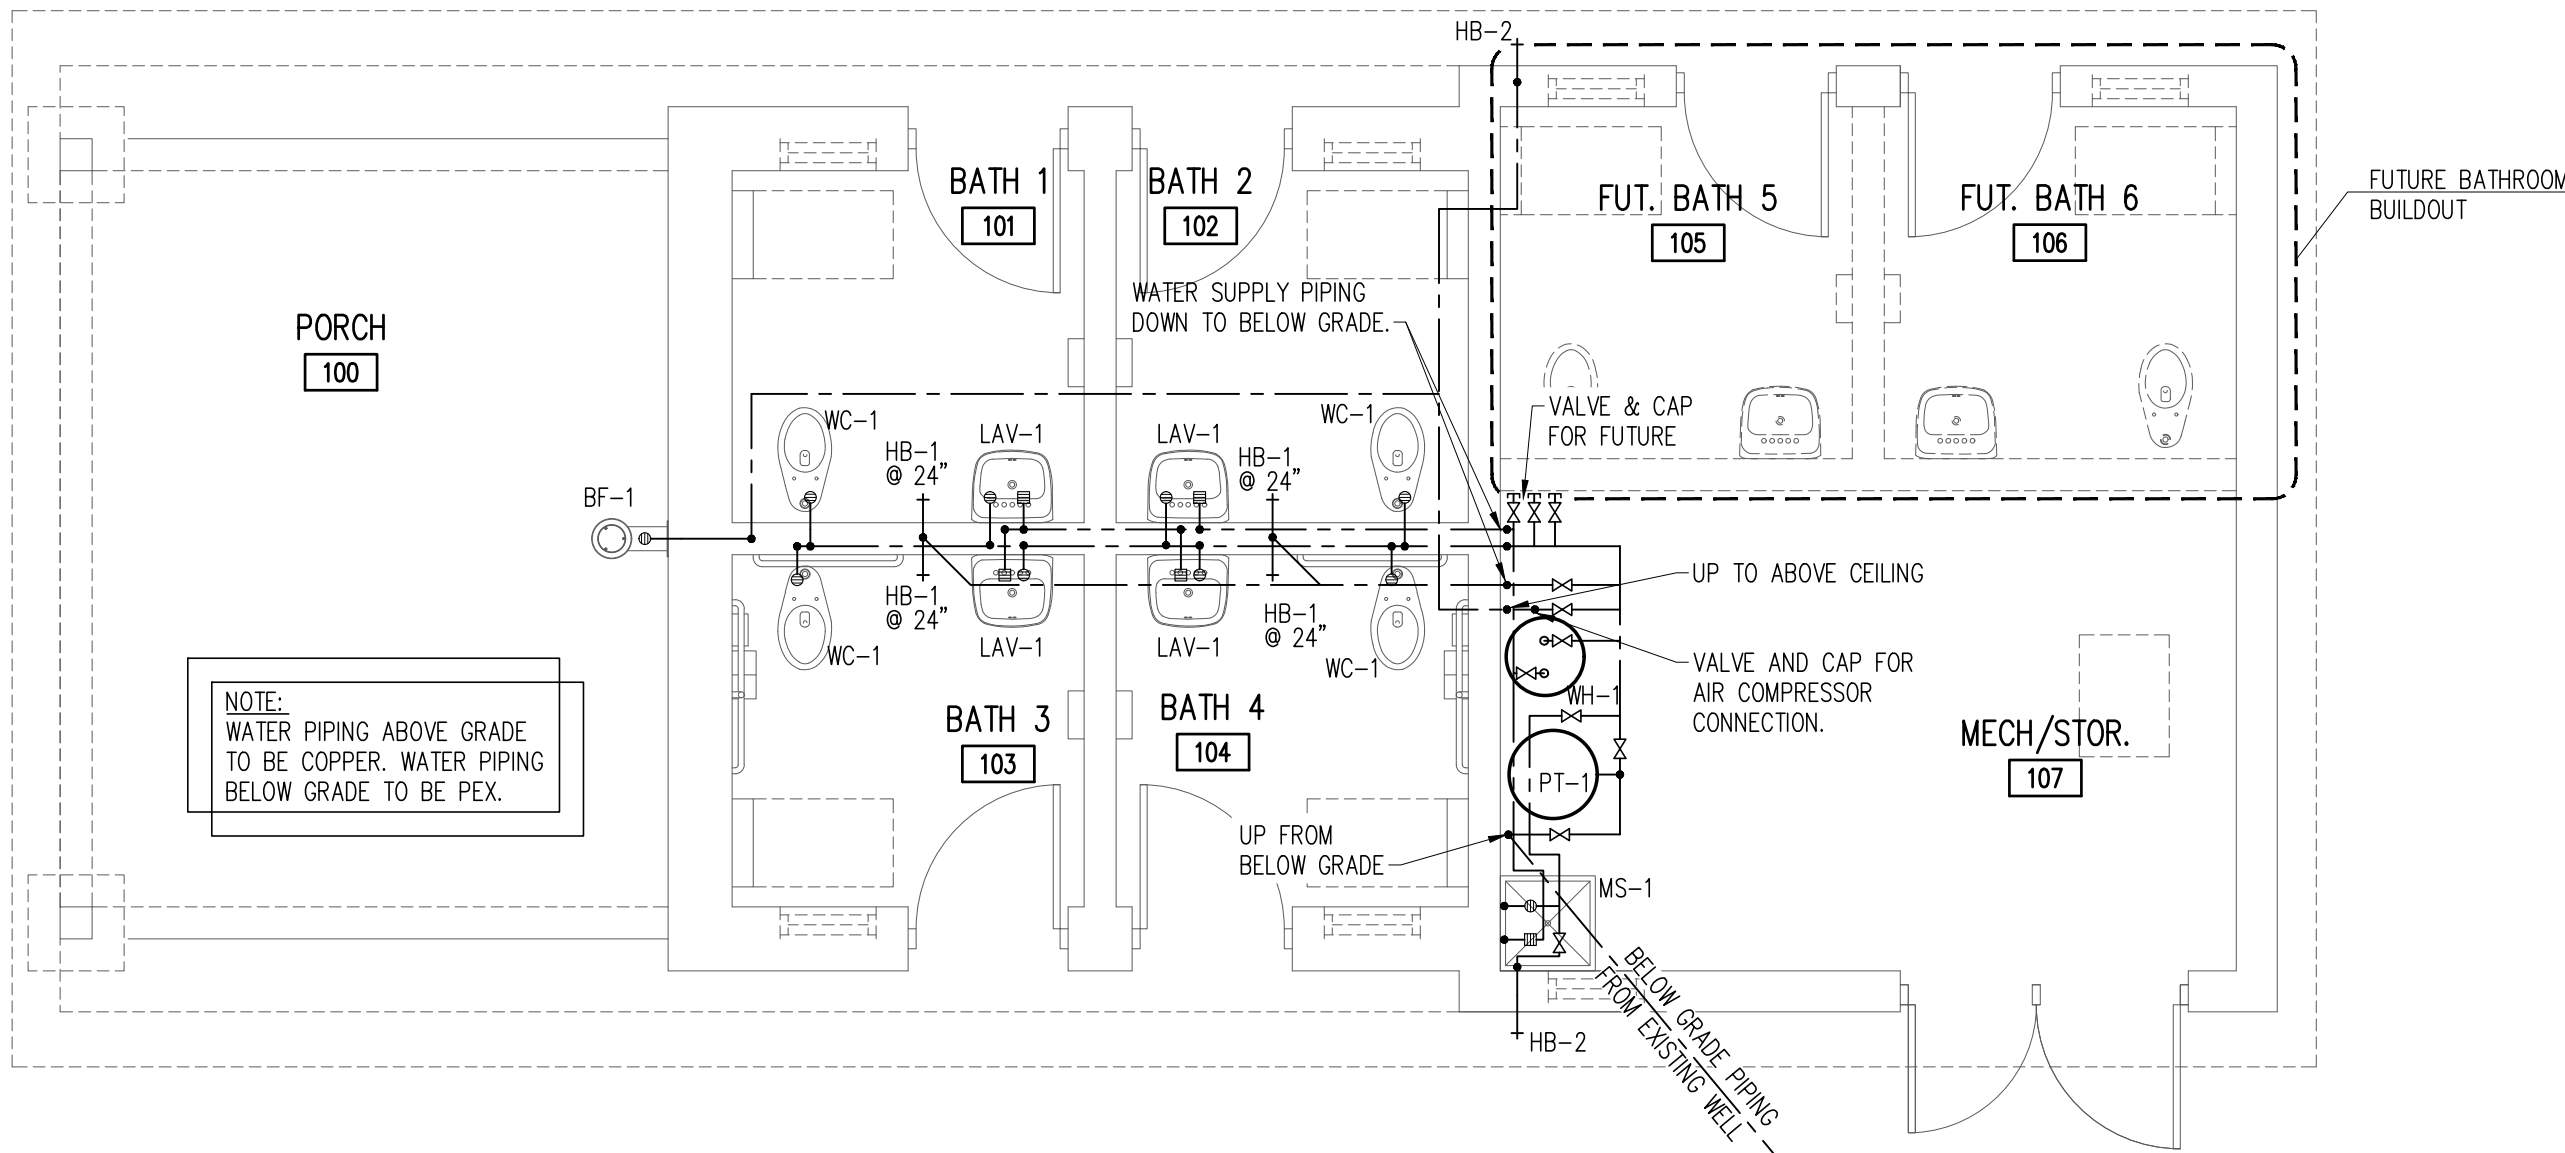 HB-2
FUTURE BATHROOM
BUILDOUT
BATH 1
101
BATH 2
102
FUT. BATH 5
105
FUT. BATH 6
106
WATER SUPPLY PIPING
DOWN TO BELOW GRADE.
PORCH
100
VALVE & CAP
FOR FUTURE
WC-1
LAV-1
LAV-1
WC-1
HB-1
@ 24"
HB-1
@ 24"
BF-1
UP TO ABOVE CEILING
HB-1
@ 24"
HB-1
@ 24"
WC-1
LAV-1
LAV-1
WC-1
VALVE AND CAP FOR
AIR COMPRESSOR
CONNECTION.
WH-1
NOTE:
WATER PIPING ABOVE GRADE
TO BE COPPER. WATER PIPING
BELOW GRADE TO BE PEX.
BATH 3
103
BATH 4
104
MECH/STOR.
107
PT-1
UP FROM
BELOW GRADE
MS-1
BELOW GRADE PIPING
FROM EXISTING WELL
HB-2